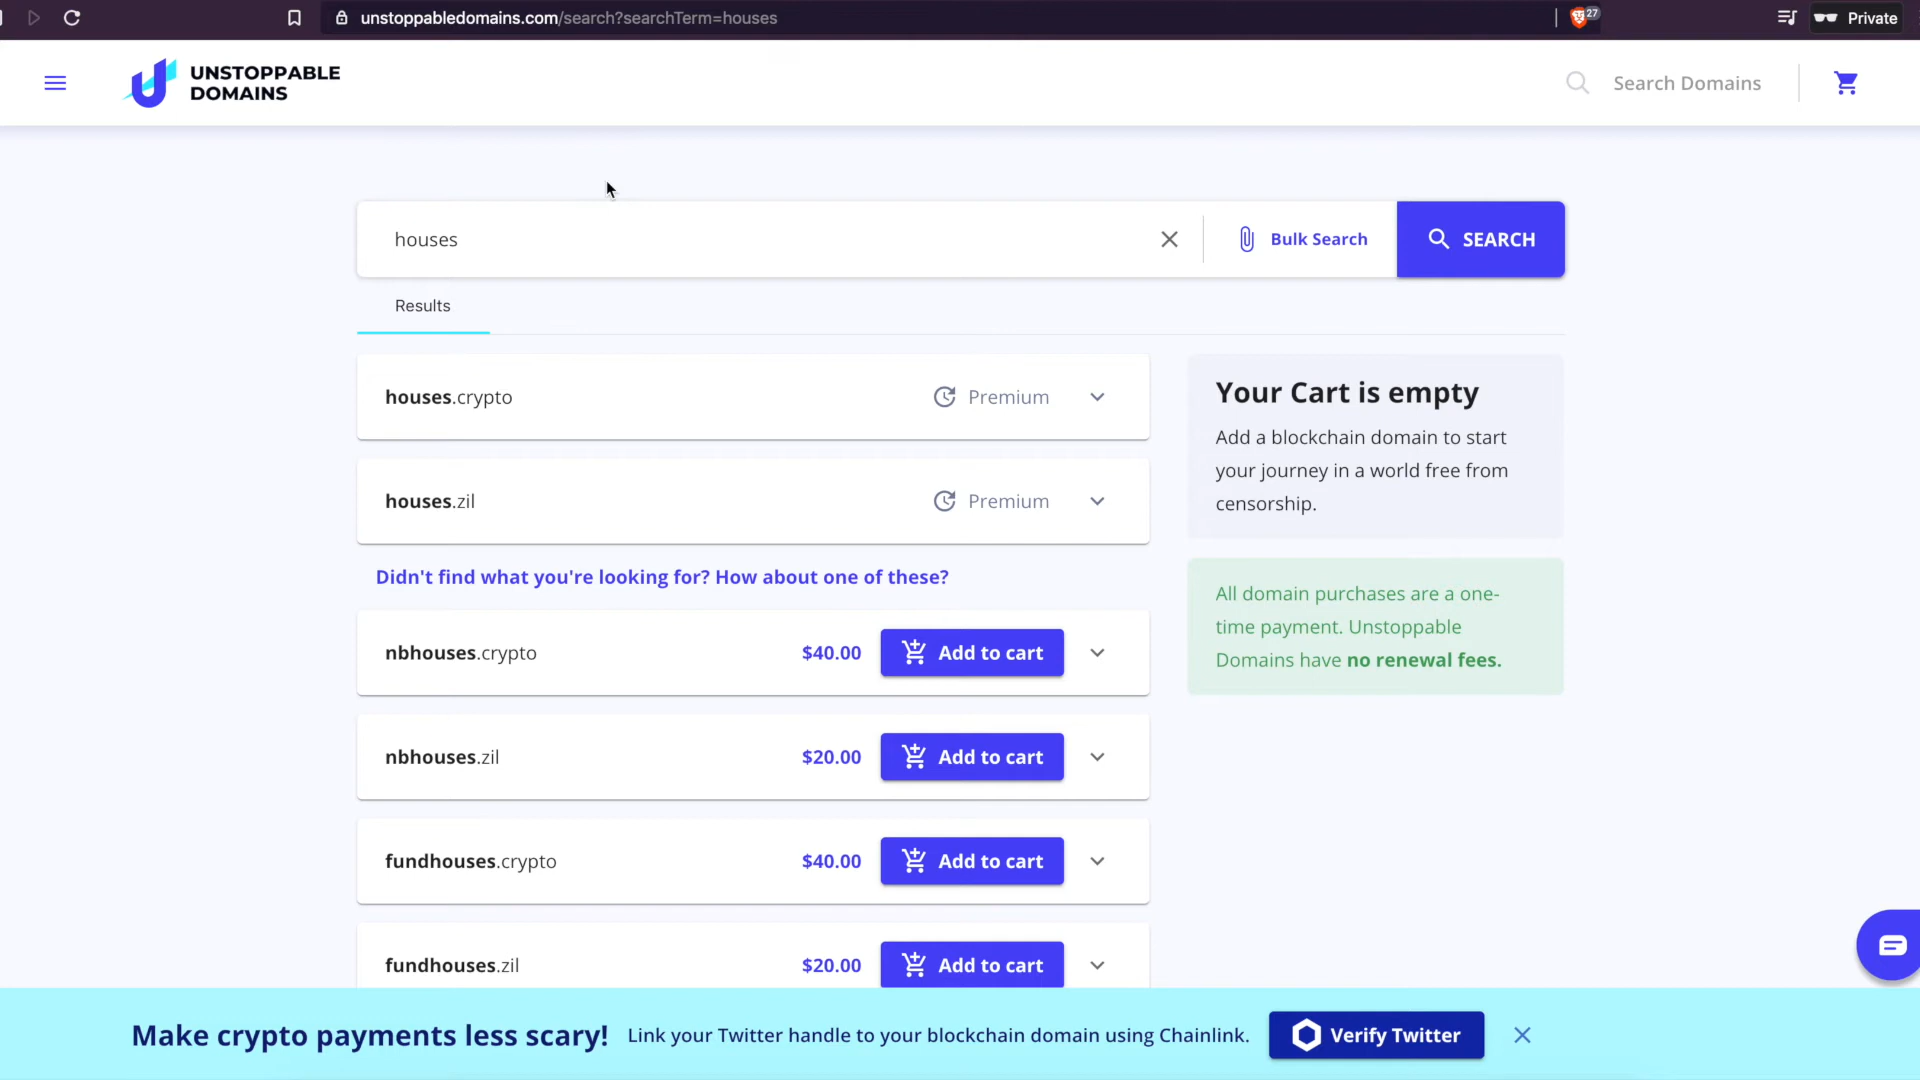 unstoppabledomains.com/search?searchTerm=houses
27
Private
UNSTOPPABLE
DOMAINS
Search Domains
houses
Bulk Search
SEARCH
Results
houses.crypto
Premium
houses.zil
Premium
Didn't find what you're looking for? How about one of these?
nbhouses.crypto
$40.00
Add to cart
nbhouses.zil
$20.00
Add to cart
fundhouses.crypto
$40.00
Add to cart
fundhouses.zil
$20.00
Add to cart
Your Cart is empty
Add a blockchain domain to start
your journey in a world free from
censorship.
All domain purchases are a one-
time payment. Unstoppable
Domains have no renewal fees.
Make crypto payments less scary!
Link your Twitter handle to your blockchain domain using Chainlink.
Verify Twitter